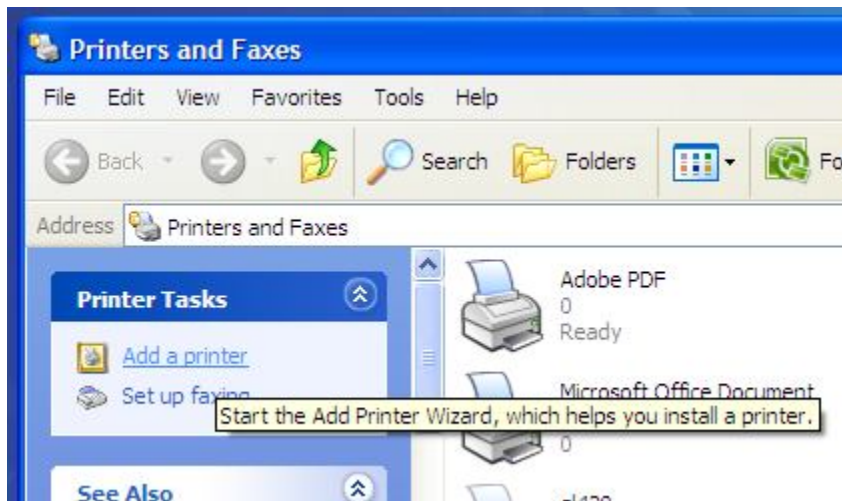 Printers and Faxes
File Edit View Favorites Tools Help
Back Search Folders Fo
Address Printers and Faxes
Printer Tasks
Add a printer
Set up faxing
Start the Add Printer Wizard, which helps you install a printer.
See Also
Adobe PDF
0
Ready
Microsoft Office Document
0